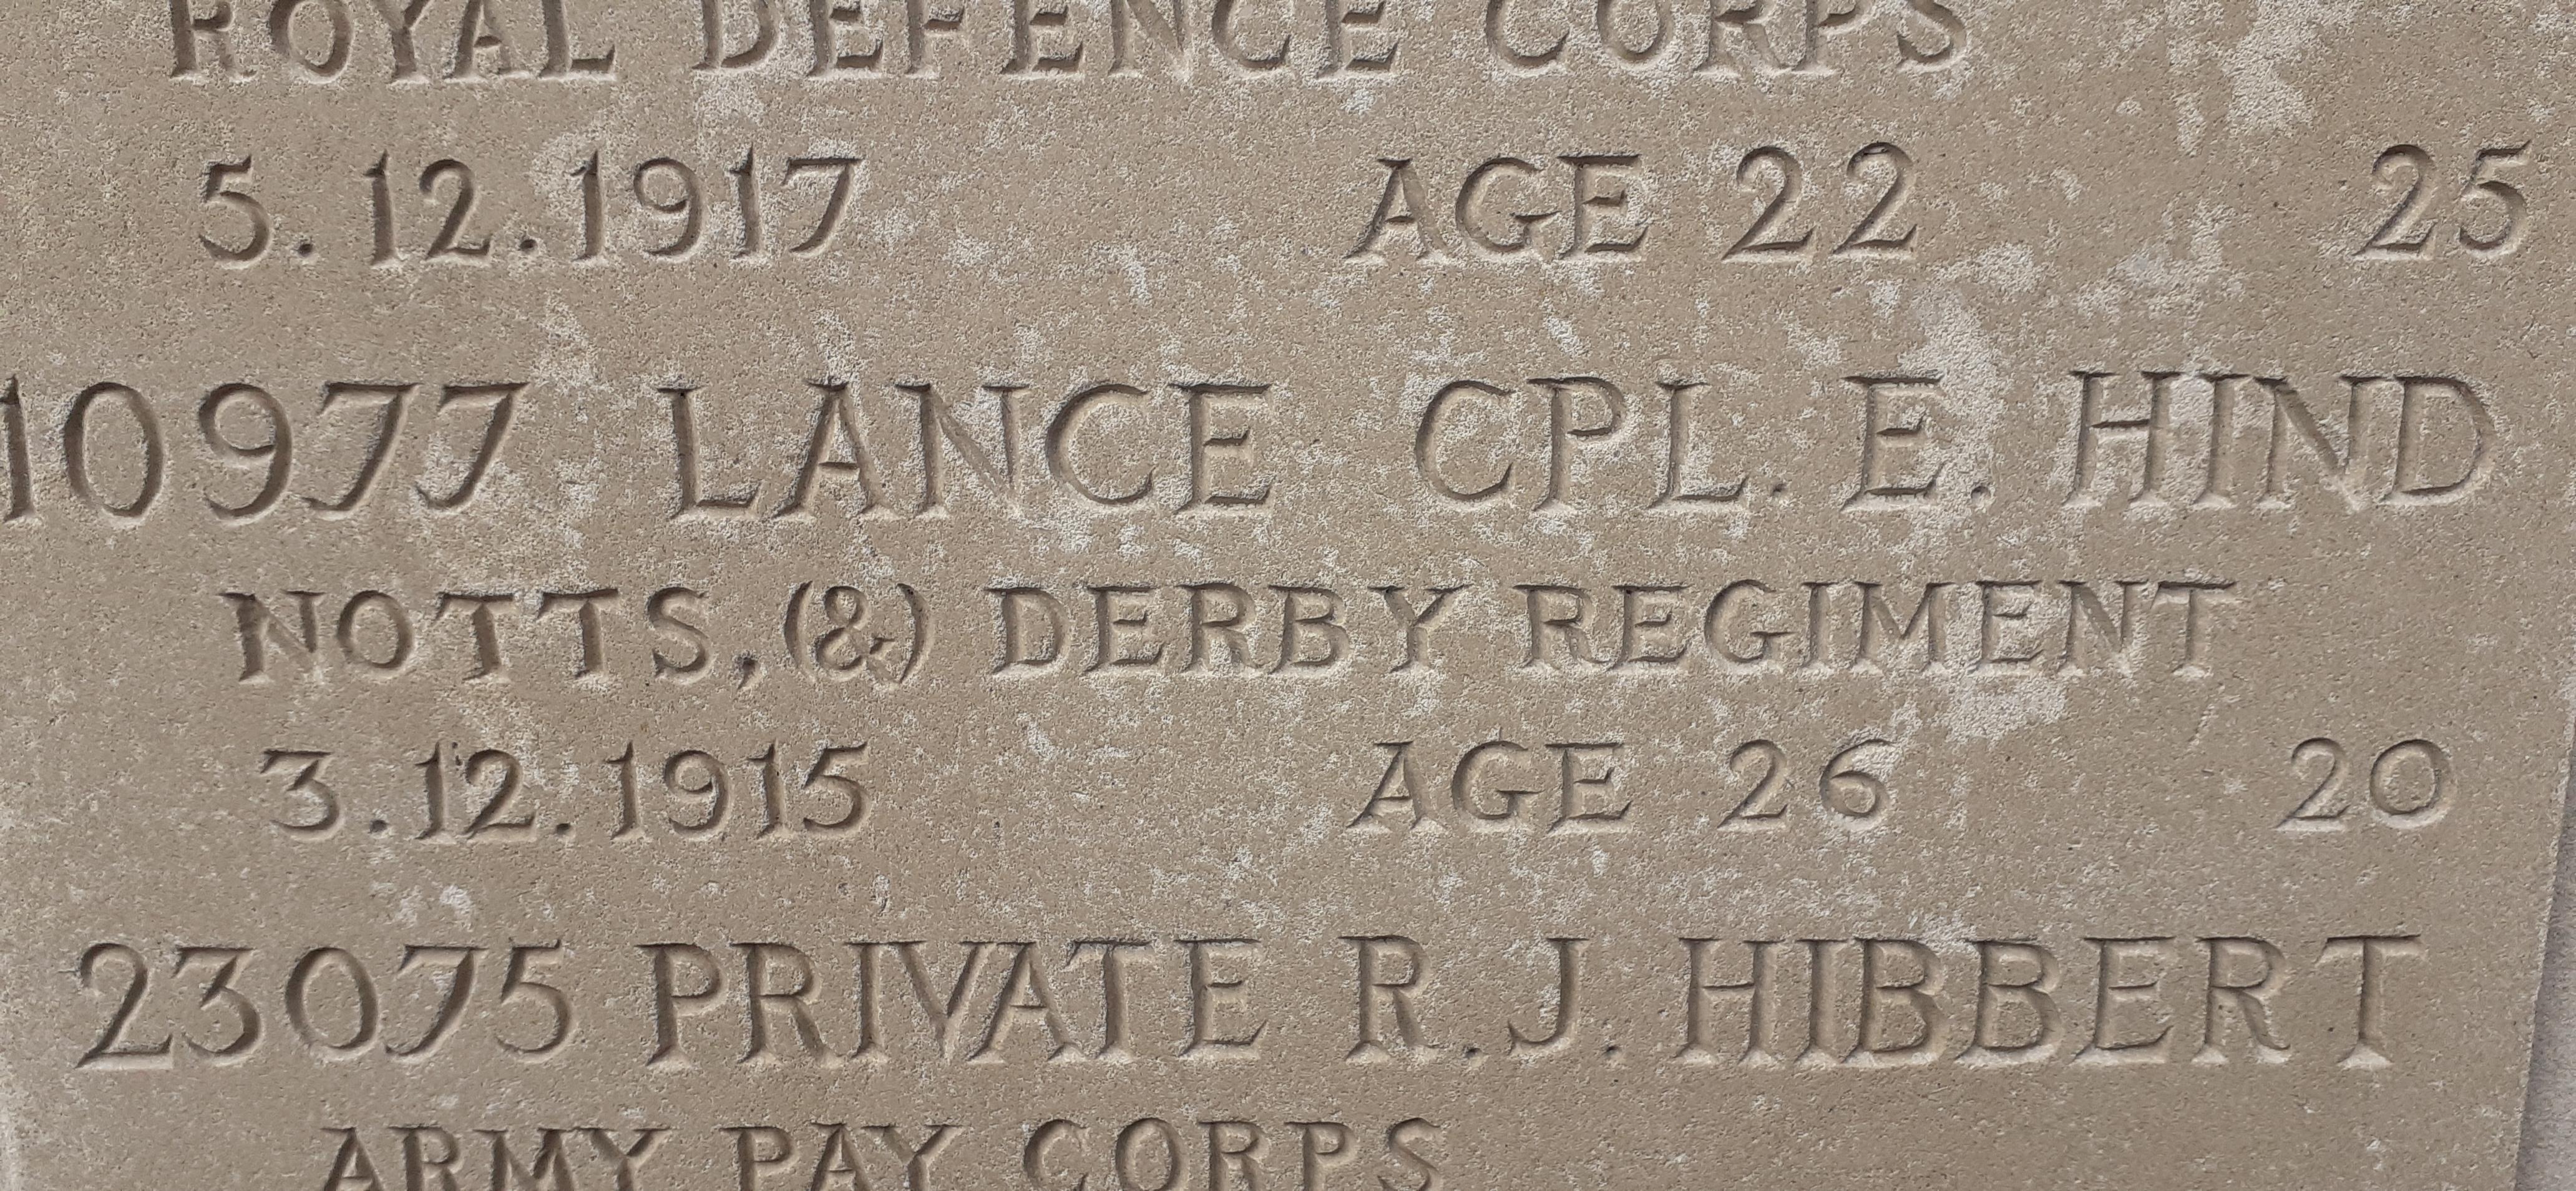 ROYAL DEFENCE CORPS
5.12.1917 AGE 22 25
10977 LANCE CPL. E. HIND
NOTTS, (&) DERBY REGIMENT
3.12.1915 AGE 26 20
23075 PRIVATE R.J. HIBBERT
ARMY PAY CORPS